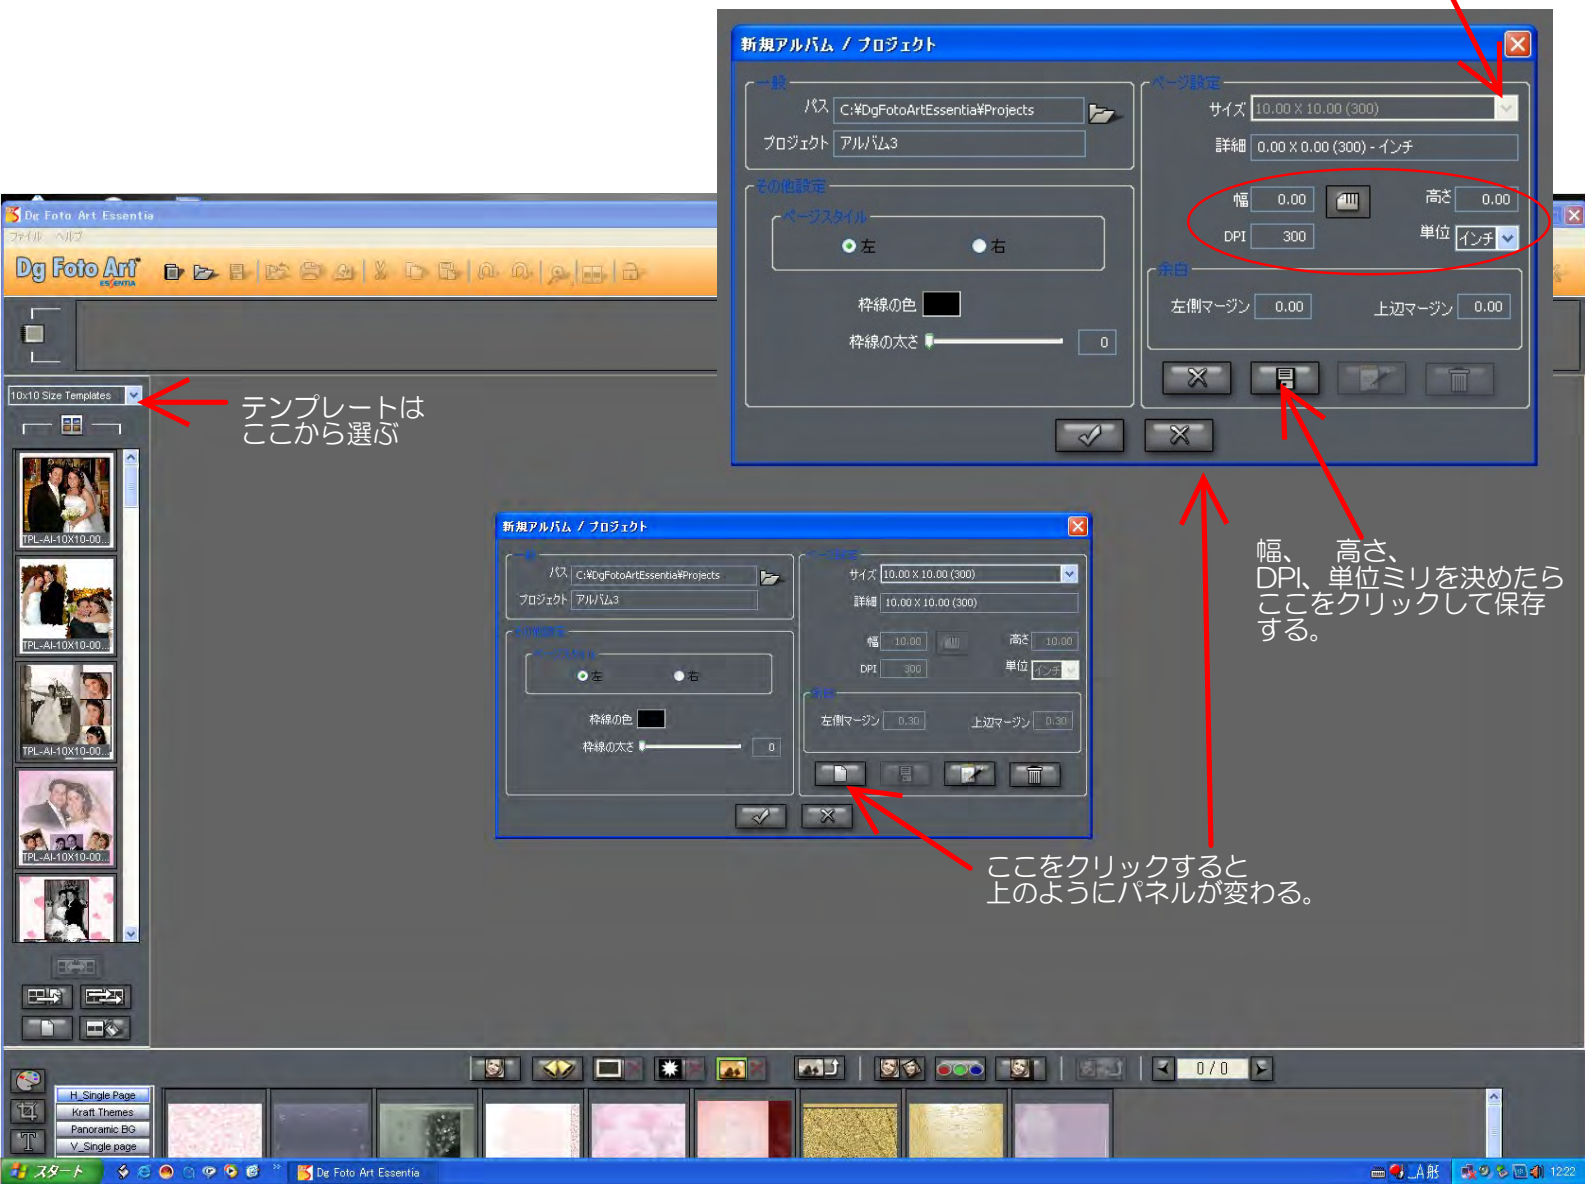 新規アルバム / プロジェクト
一般
パス C:¥DgFotoArtEssentia¥Projects
プロジェクト アルバム3
その他設定
ページスタイル
左 右
枠線の色
枠線の太さ 0
ページ設定
サイズ 10.00 X 10.00 (300)
詳細 0.00 X 0.00 (300) - インチ
幅 0.00 高さ 0.00
DPI 300 単位 インチ
余白
左側マージン 0.00 上辺マージン 0.00
Dg Foto Art Essentia
ファイル ヘルプ
Dg Foto Art
ESSENTIA
10x10 Size Templates
テンプレートは
ここから選ぶ
TPL-AI-10X10-00...
TPL-AI-10X10-00...
TPL-AI-10X10-00...
TPL-AI-10X10-00...
幅、 高さ、
DPI、単位ミリを決めたら
ここをクリックして保存
する。
新規アルバム / プロジェクト
パス C:¥DgFotoArtEssentia¥Projects
プロジェクト アルバム3
左 右
枠線の色
枠線の太さ 0
サイズ 10.00 X 10.00 (300)
詳細 10.00 X 10.00 (300)
幅 10.00 高さ 10.00
DPI 300 単位 インチ
左側マージン 0.30 上辺マージン 0.30
ここをクリックすると
上のようにパネルが変わる。
0 / 0
H_Single Page
Kraft Themes
Panoramic BG
V_Single page
スタート
Dg Foto Art Essentia
A般
12:22